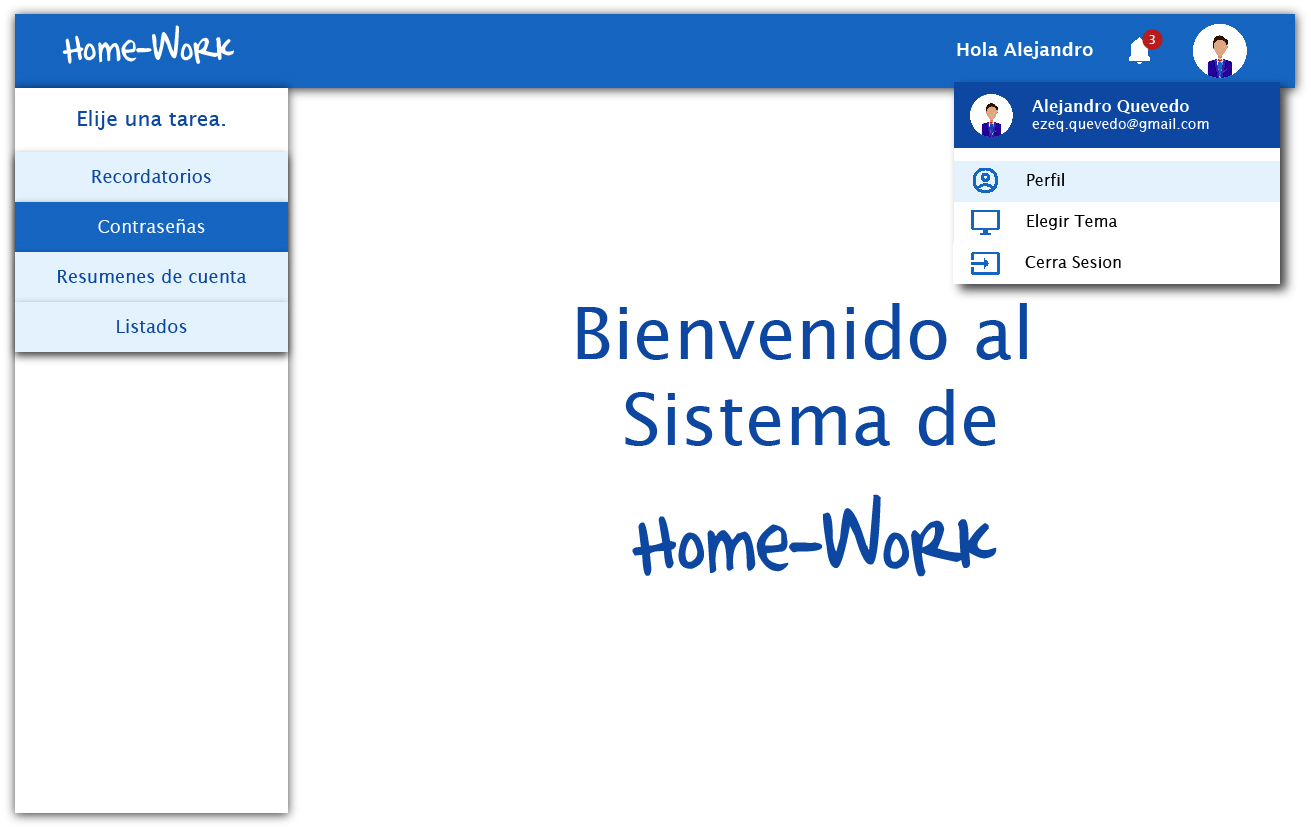 Home-Work
Hola Alejandro
3
Elije una tarea.
Recordatorios
Contraseñas
Resumenes de cuenta
Listados
Alejandro Quevedo
ezeq.quevedo@gmail.com
Perfil
Elegir Tema
Cerra Sesion
Bienvenido al
Sistema de
Home-Work